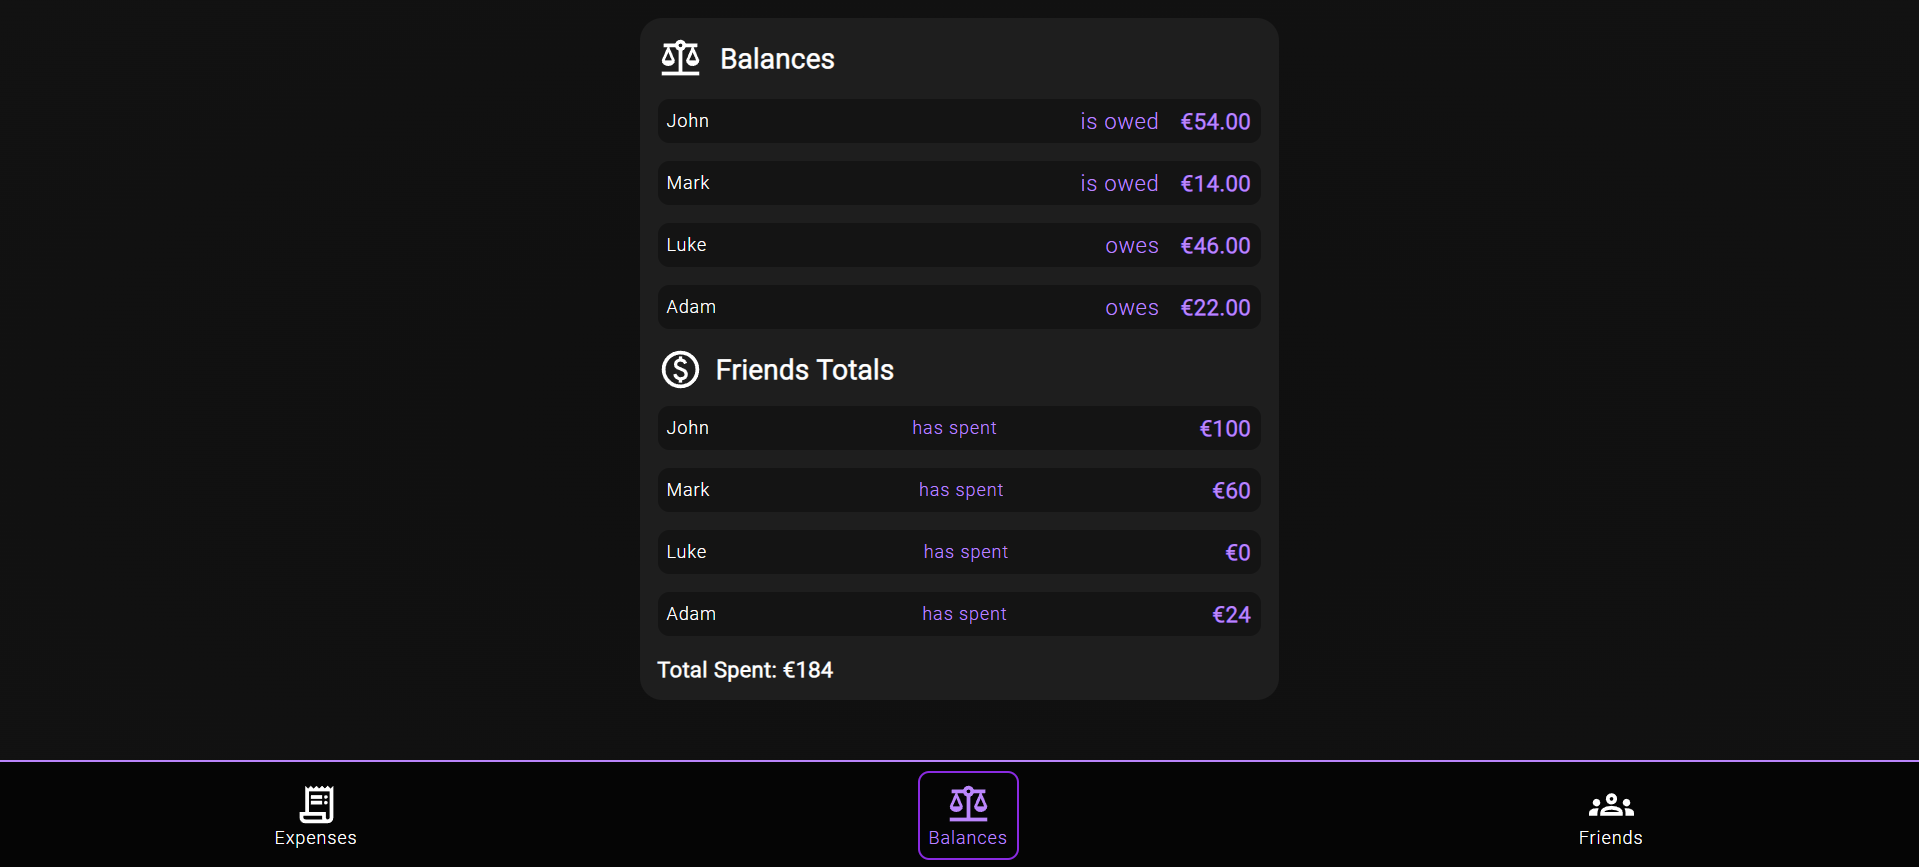 Balances
John is owed €54.00
Mark is owed €14.00
Luke owes €46.00
Adam owes €22.00
Friends Totals
John has spent €100
Mark has spent €60
Luke has spent €0
Adam has spent €24
Total Spent: €184
Expenses Balances Friends